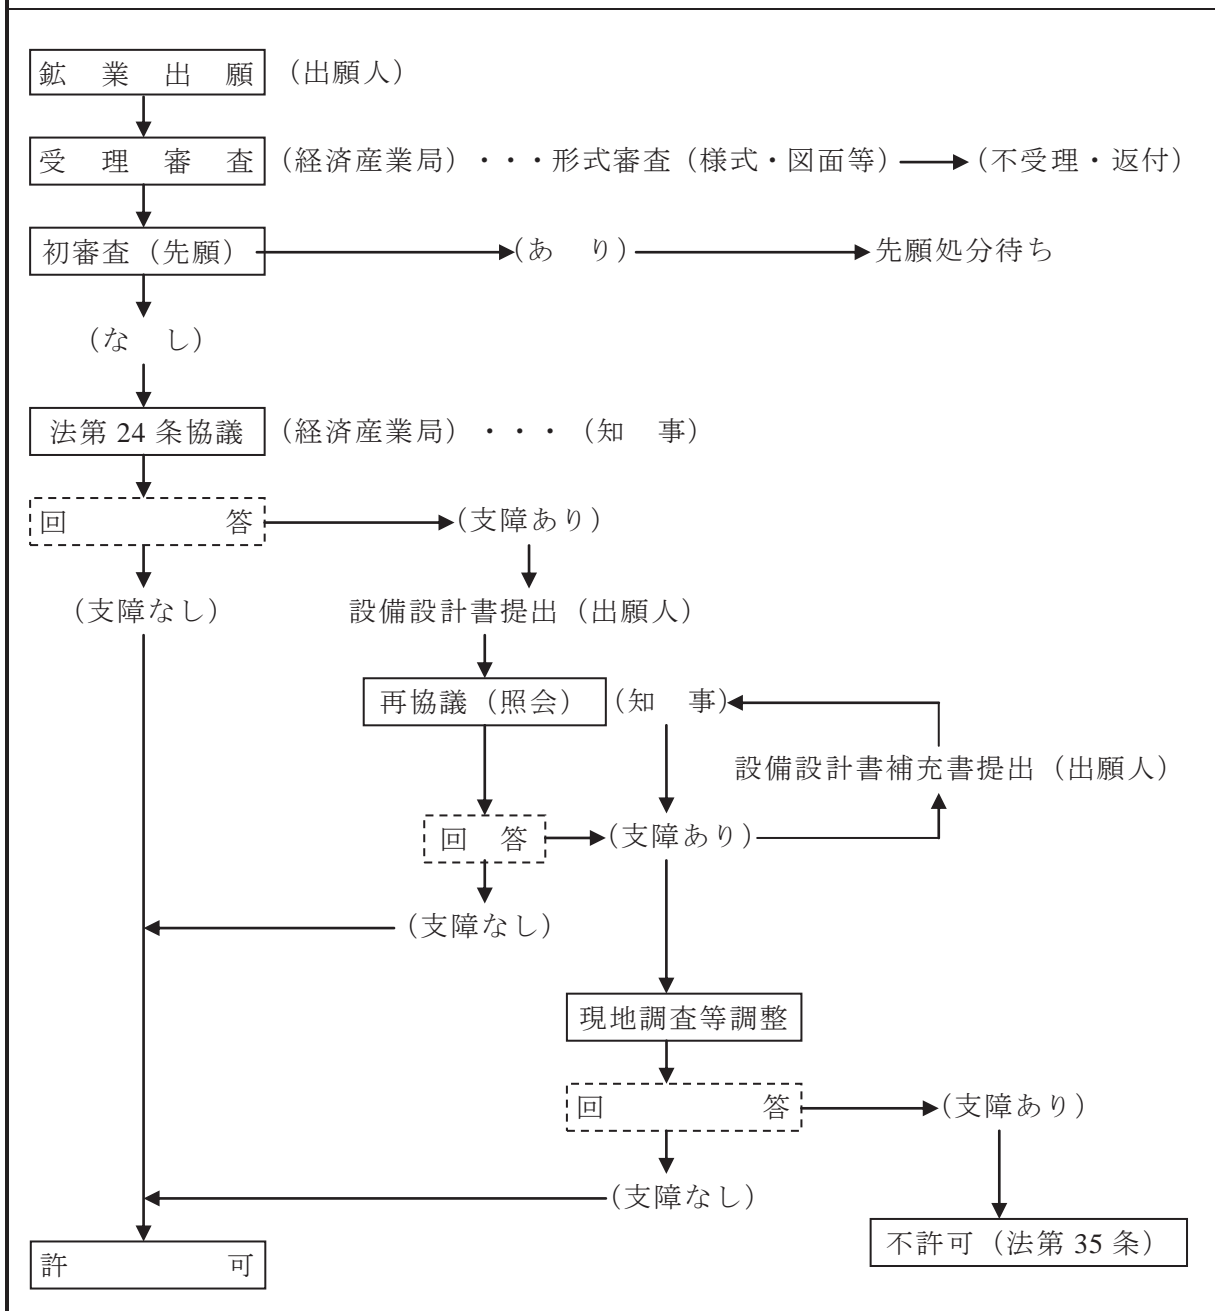 鉱　業　出　願　（出願人）
受　理　審　査　（経済産業局）・・・形式審査（様式・図面等）（不受理・返付）
初審査（先願）　（あ　り）　先願処分待ち
（な　し）
法第 24 条協議　（経済産業局）・・・（知　事）
回　　　　　答　（支障あり）
（支障なし）　設備設計書提出（出願人）
再協議（照会）（知　事）
設備設計書補充書提出（出願人）
回　答　（支障あり）
（支障なし）
現地調査等調整
回　　　　　答　（支障あり）
（支障なし）
不許可（法第 35 条）
許　　　　　可